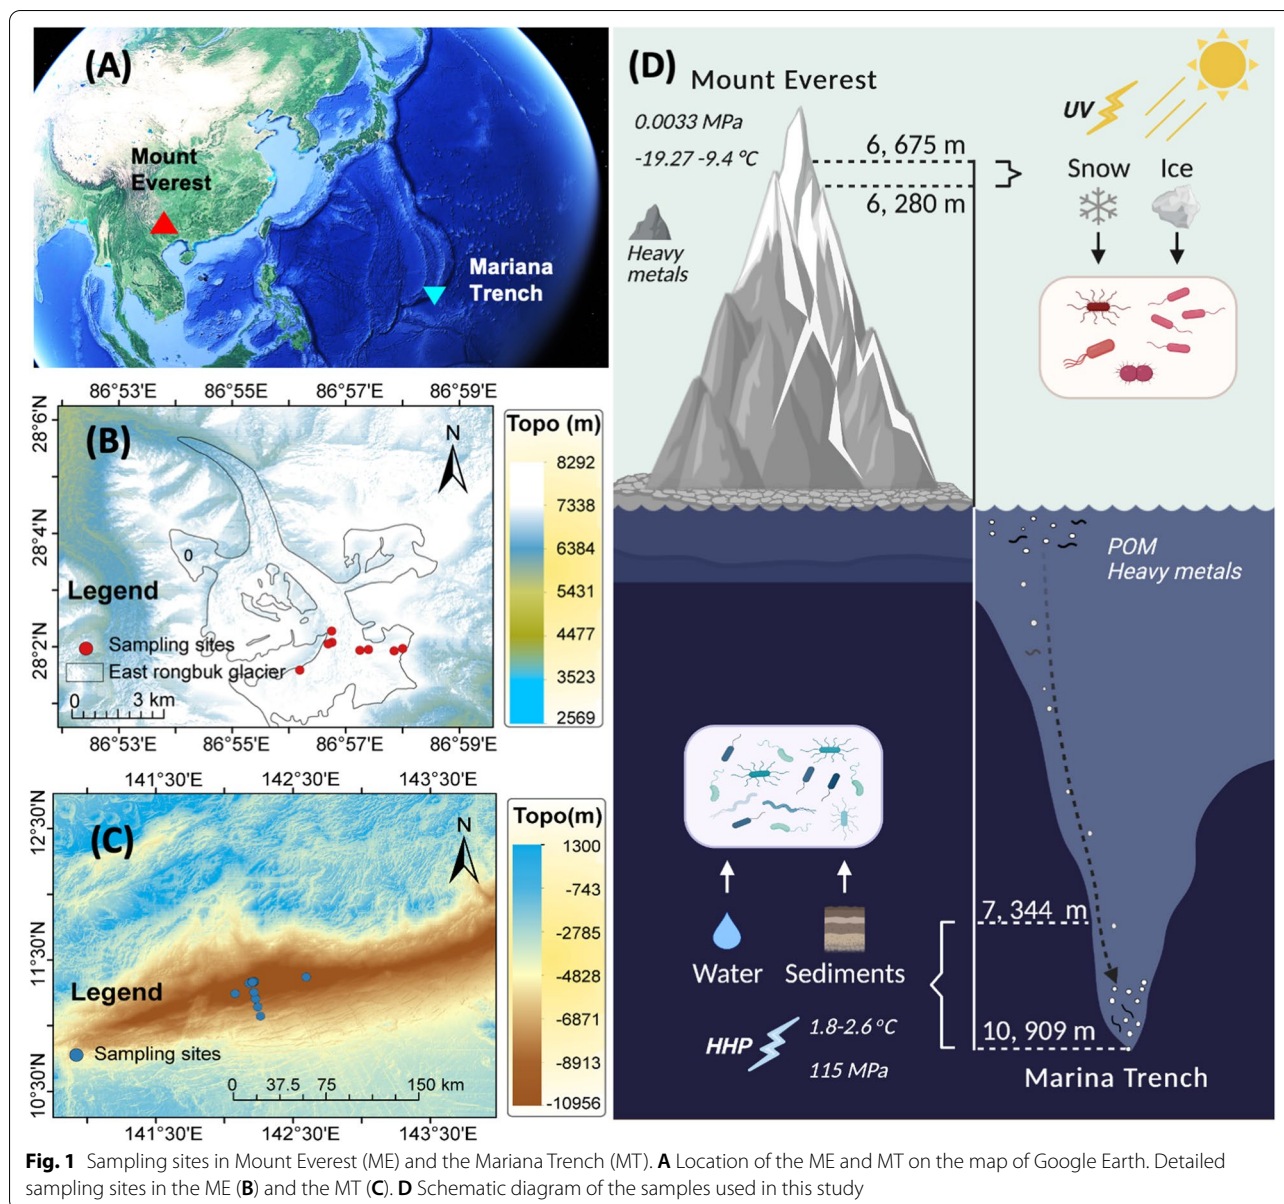 (A)
Mount
Everest
Mariana
Trench
86°53'E 86°55'E 86°57'E 86°59'E
28°6'N
28°4'N
28°2'N
(B)
N
0
Legend
Sampling sites
East rongbuk glacier
0 3 km
86°53'E 86°55'E 86°57'E 86°59'E
Topo (m)
8292
7338
6384
5431
4477
3523
2569
141°30'E 142°30'E 143°30'E
12°30'N
11°30'N
10°30'N
(C)
N
Legend
Sampling sites
0 37.5 75 150 km
141°30'E 142°30'E 143°30'E
Topo(m)
1300
-743
-2785
-4828
-6871
-8913
-10956
(D)
Mount Everest
0.0033 MPa
-19.27 -9.4 °C
Heavy
metals
6, 675 m
6, 280 m
UV
Snow Ice
POM
Heavy metals
Water Sediments
HHP
1.8-2.6 °C
115 MPa
7, 344 m
10, 909 m
Marina Trench
Fig. 1 Sampling sites in Mount Everest (ME) and the Mariana Trench (MT). A Location of the ME and MT on the map of Google Earth. Detailed
sampling sites in the ME (B) and the MT (C). D Schematic diagram of the samples used in this study